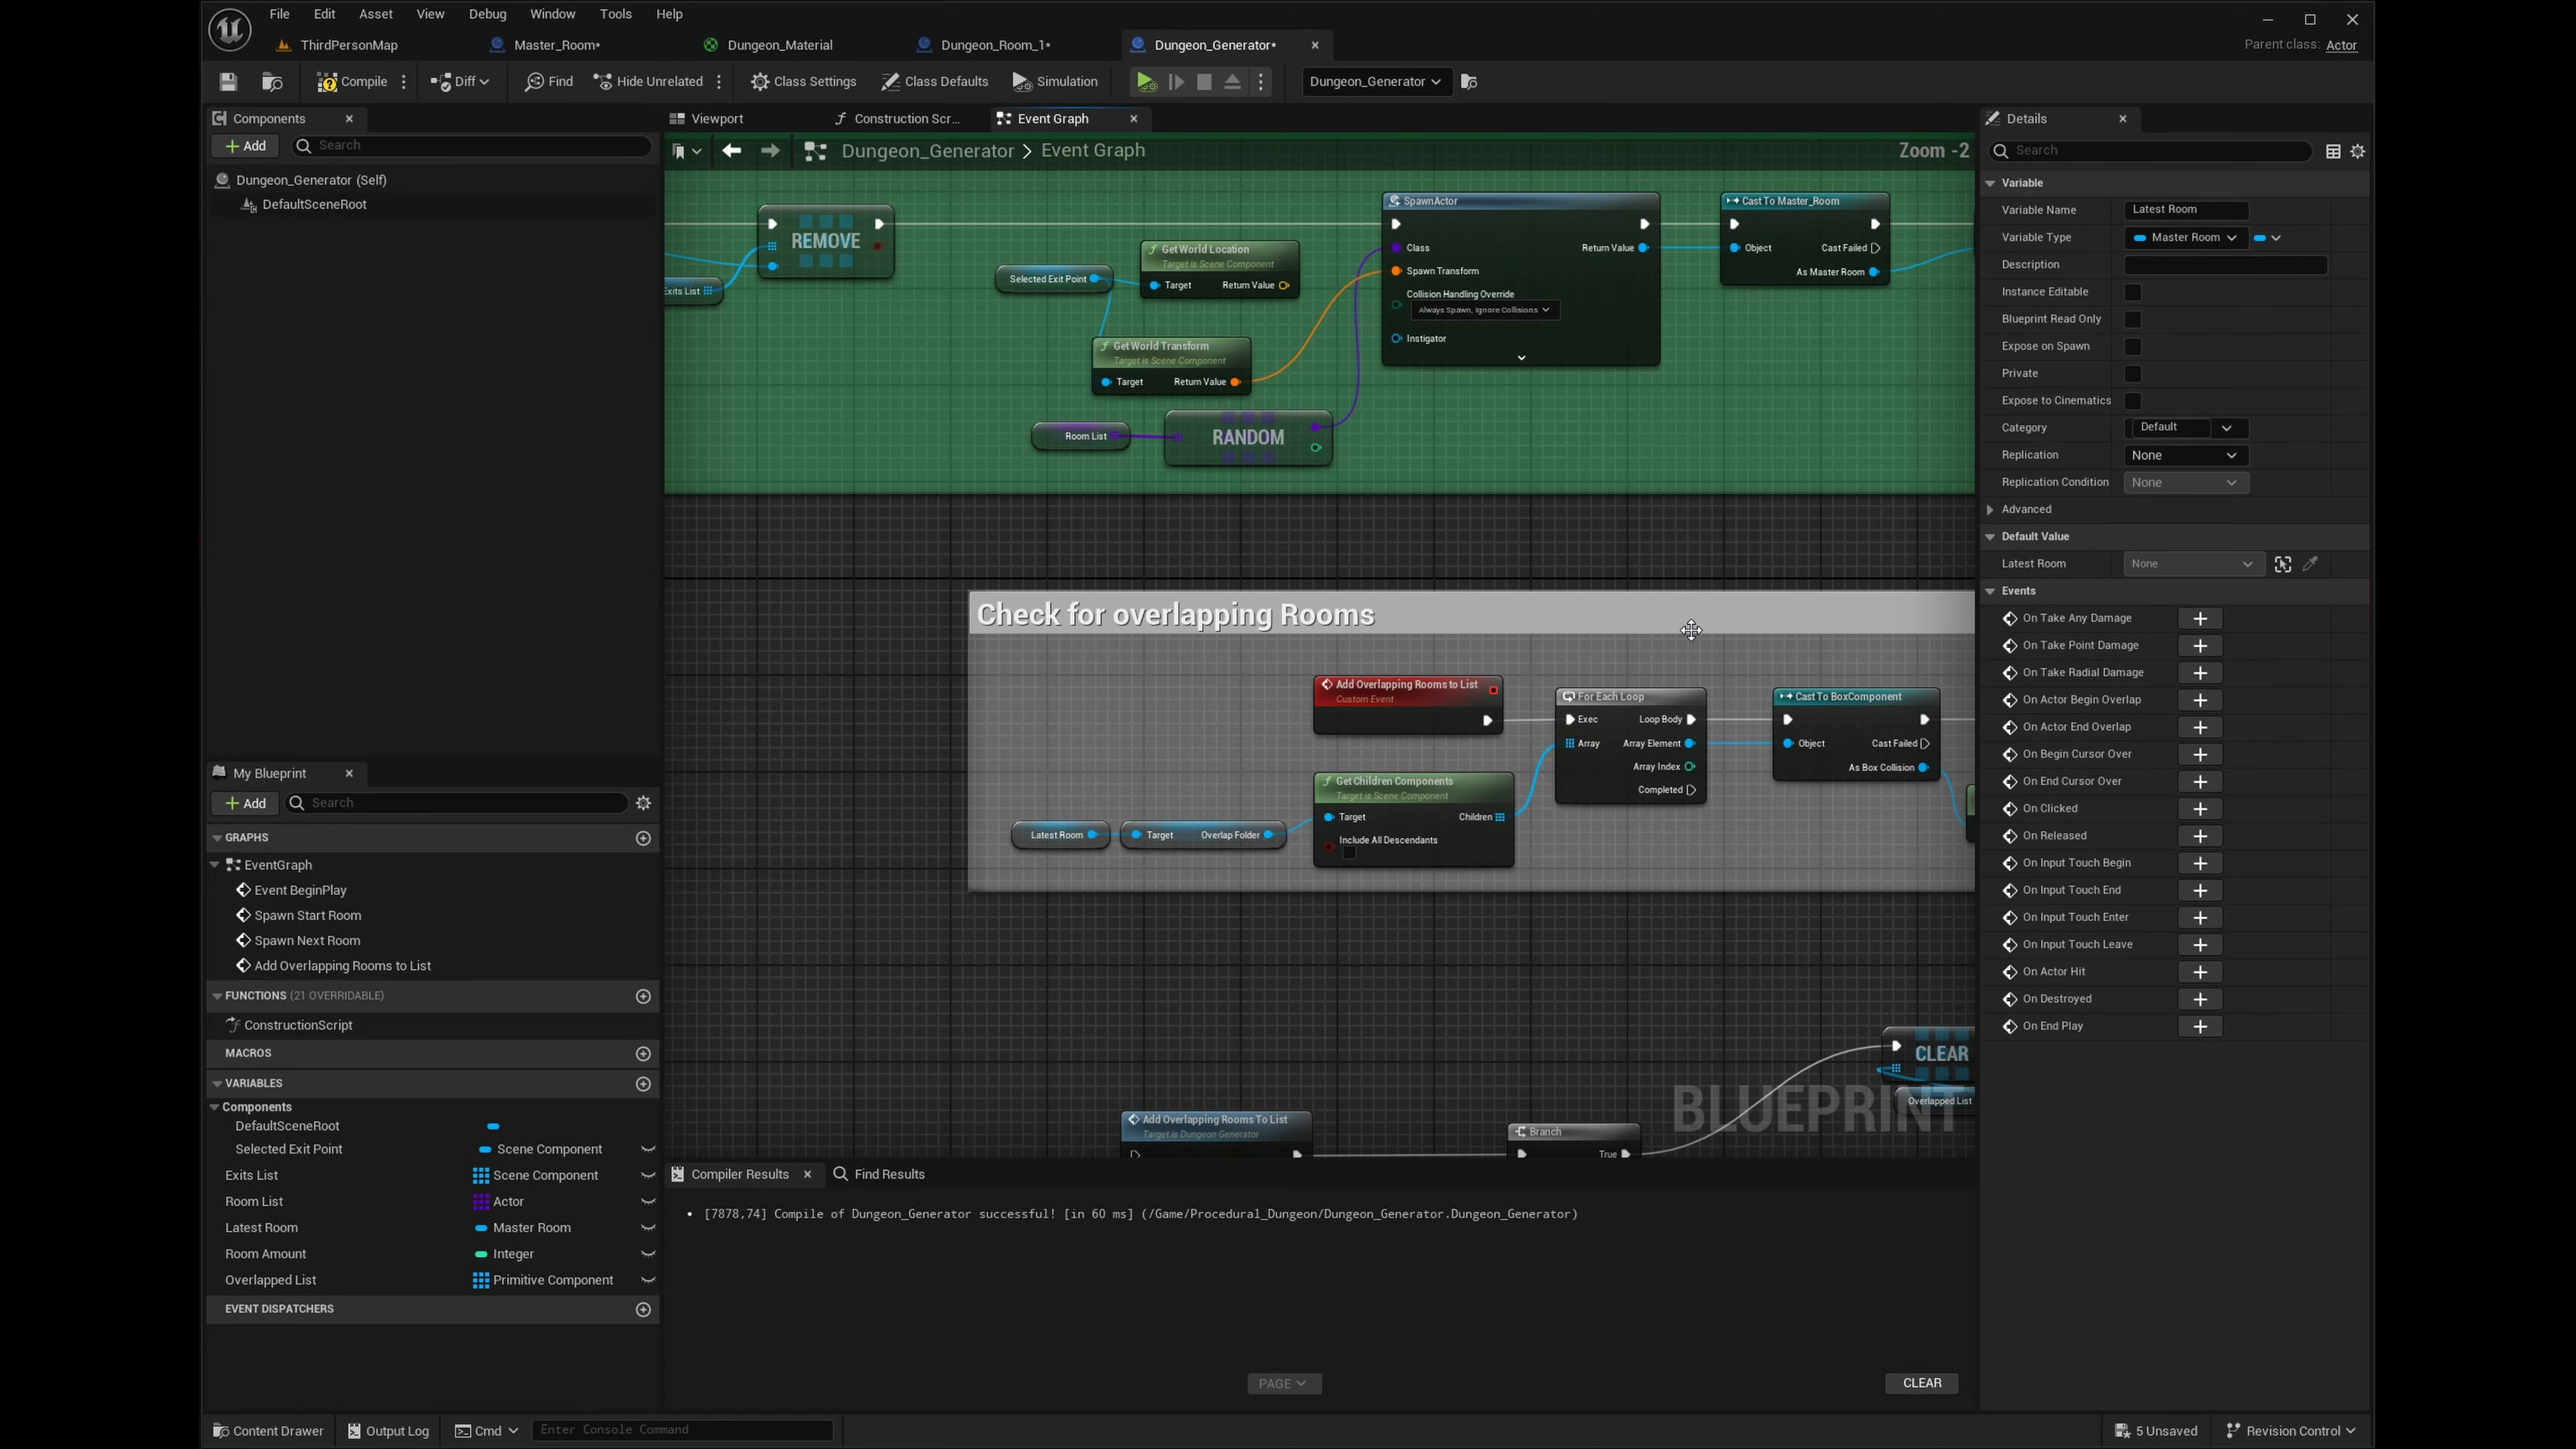 File Edit Asset View Debug Window Tools Help
ThirdPersonMap Master_Room* Dungeon_Material Dungeon_Room_1* Dungeon_Generator*
Parent class: Actor
Compile Diff Find Hide Unrelated Class Settings Class Defaults Simulation Dungeon_Generator
Components
Add Search
Dungeon_Generator (Self)
DefaultSceneRoot
Viewport Construction Scr... Event Graph
Dungeon_Generator > Event Graph
Zoom -2
REMOVE
Exits List
Selected Exit Point
Get World Location
Target is Scene Component
Target Return Value
Get World Transform
Target is Scene Component
Target Return Value
Room List
RANDOM
SpawnActor
Class Return Value
Spawn Transform
Collision Handling Override
Always Spawn, Ignore Collisions
Instigator
Cast To Master_Room
Object Cast Failed
As Master Room
Check for overlapping Rooms
Add Overlapping Rooms to List
Custom Event
For Each Loop
Exec Loop Body
Array Array Element
Array Index
Completed
Cast To BoxComponent
Object Cast Failed
As Box Collision
Get Children Components
Target is Scene Component
Target Children
Include All Descendants
Latest Room
Target Overlap Folder
CLEAR
Overlapped List
BLUEPRINT
Add Overlapping Rooms To List
Target is Dungeon Generator
Branch
True
My Blueprint
Add Search
GRAPHS
EventGraph
Event BeginPlay
Spawn Start Room
Spawn Next Room
Add Overlapping Rooms to List
FUNCTIONS (21 OVERRIDABLE)
ConstructionScript
MACROS
VARIABLES
Components
DefaultSceneRoot
Selected Exit Point Scene Component
Exits List Scene Component
Room List Actor
Latest Room Master Room
Room Amount Integer
Overlapped List Primitive Component
EVENT DISPATCHERS
Compiler Results Find Results
• [7878,74] Compile of Dungeon_Generator successful! [in 60 ms] (/Game/Procedural_Dungeon/Dungeon_Generator.Dungeon_Generator)
PAGE
CLEAR
Details
Search
Variable
Variable Name Latest Room
Variable Type Master Room
Description
Instance Editable
Blueprint Read Only
Expose on Spawn
Private
Expose to Cinematics
Category Default
Replication None
Replication Condition None
Advanced
Default Value
Latest Room None
Events
On Take Any Damage
On Take Point Damage
On Take Radial Damage
On Actor Begin Overlap
On Actor End Overlap
On Begin Cursor Over
On End Cursor Over
On Clicked
On Released
On Input Touch Begin
On Input Touch End
On Input Touch Enter
On Input Touch Leave
On Actor Hit
On Destroyed
On End Play
Content Drawer Output Log Cmd Enter Console Command
5 Unsaved Revision Control